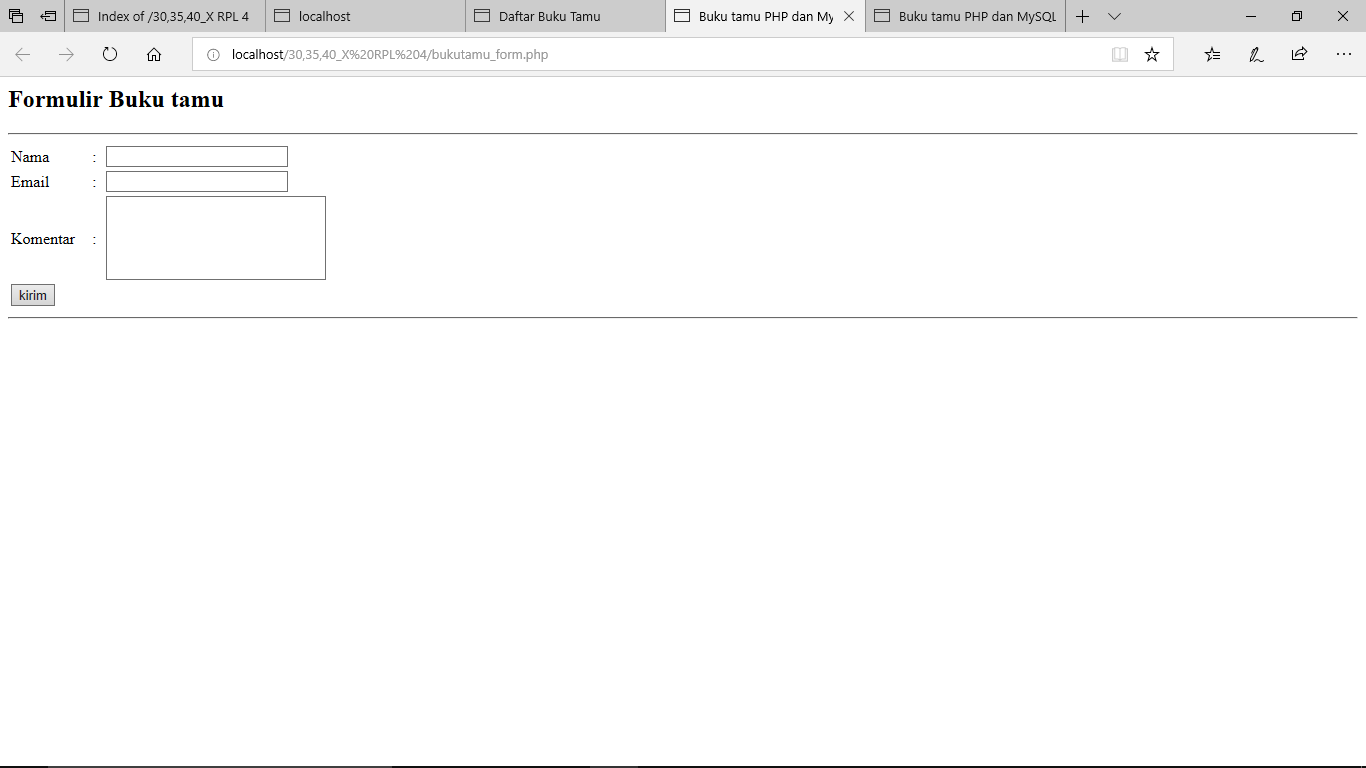 Index of /30,35,40_X RPL 4
localhost
Daftar Buku Tamu
Buku tamu PHP dan My
Buku tamu PHP dan MySQL
localhost/30,35,40_X%20RPL%204/bukutamu_form.php
Formulir Buku tamu
Nama :
Email :
Komentar :
kirim